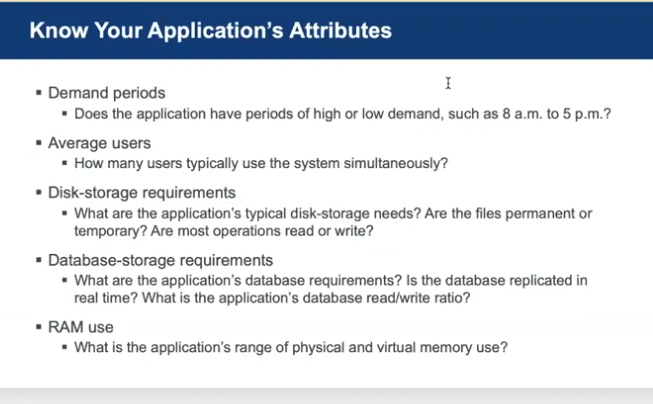 Know Your Application's Attributes
▪ Demand periods
▪ Does the application have periods of high or low demand, such as 8 a.m. to 5 p.m.?
▪ Average users
▪ How many users typically use the system simultaneously?
▪ Disk-storage requirements
▪ What are the application's typical disk-storage needs? Are the files permanent or
temporary? Are most operations read or write?
▪ Database-storage requirements
▪ What are the application's database requirements? Is the database replicated in
real time? What is the application's database read/write ratio?
▪ RAM use
▪ What is the application's range of physical and virtual memory use?